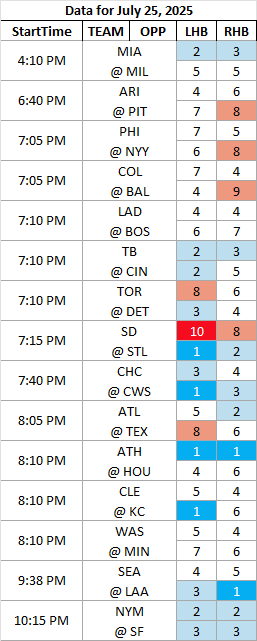 Data for July 25, 2025
StartTime TEAM OPP LHB RHB
4:10 PM MIA 2 3
@ MIL 5 5
6:40 PM ARI 4 6
@ PIT 7 8
7:05 PM PHI 7 5
@ NYY 6 8
7:05 PM COL 7 4
@ BAL 4 9
7:10 PM LAD 4 4
@ BOS 6 7
7:10 PM TB 2 3
@ CIN 2 5
7:10 PM TOR 8 6
@ DET 3 4
7:15 PM SD 10 8
@ STL 1 2
7:40 PM CHC 3 4
@ CWS 1 3
8:05 PM ATL 5 2
@ TEX 8 6
8:10 PM ATH 1 1
@ HOU 4 6
8:10 PM CLE 5 4
@ KC 1 6
8:10 PM WAS 5 4
@ MIN 7 6
9:38 PM SEA 4 5
@ LAA 3 1
10:15 PM NYM 2 2
@ SF 3 3